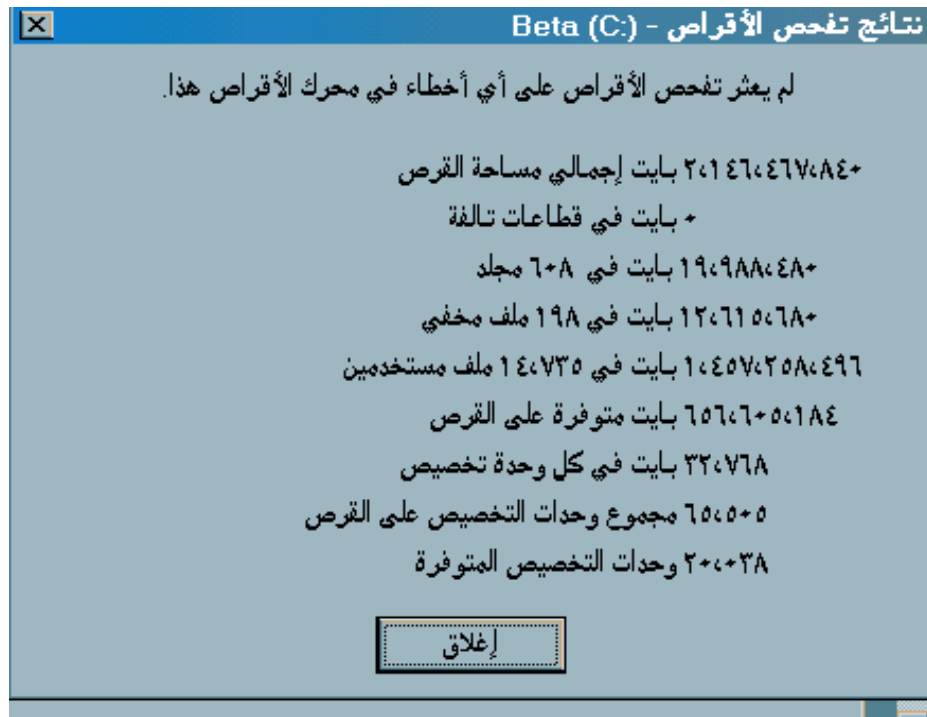 نتائج تفحص الأقراص - Beta (C:)
لم يعثر تفحص الأقراص على أي أخطاء في محرك الأقراص هذا.
٢،١٤٦،٤٦٧،٨٤٠ بايت إجمالي مساحة القرص
٠ بايت في قطاعات تالفة
١٩،٩٨٨،٤٨٠ بايت في ٦٠٨ مجلد
١٢،٦١٥،٦٨٠ بايت في ١٩٨ ملف مخفي
١،٤٥٧،٢٥٨،٤٩٦ بايت في ١٤،٧٣٥ ملف مستخدمين
٦٥٦،٦٠٥،١٨٤ بايت متوفرة على القرص
٣٢،٧٦٨ بايت في كل وحدة تخصيص
٦٥،٥٠٥ مجموع وحدات التخصيص على القرص
٢٠،٠٣٨ وحدات التخصيص المتوفرة
إغلاق